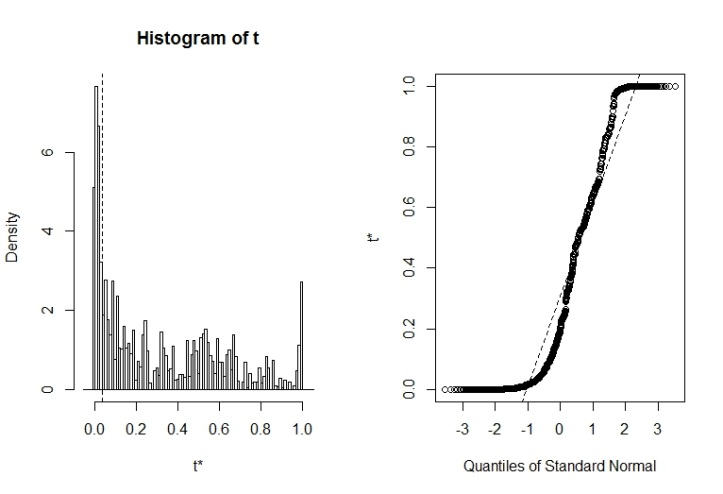 Histogram of t
Density
0
2
4
6
0.0 0.2 0.4 0.6 0.8 1.0
t*
t*
0.0
0.2
0.4
0.6
0.8
1.0
-3 -2 -1 0 1 2 3
Quantiles of Standard Normal